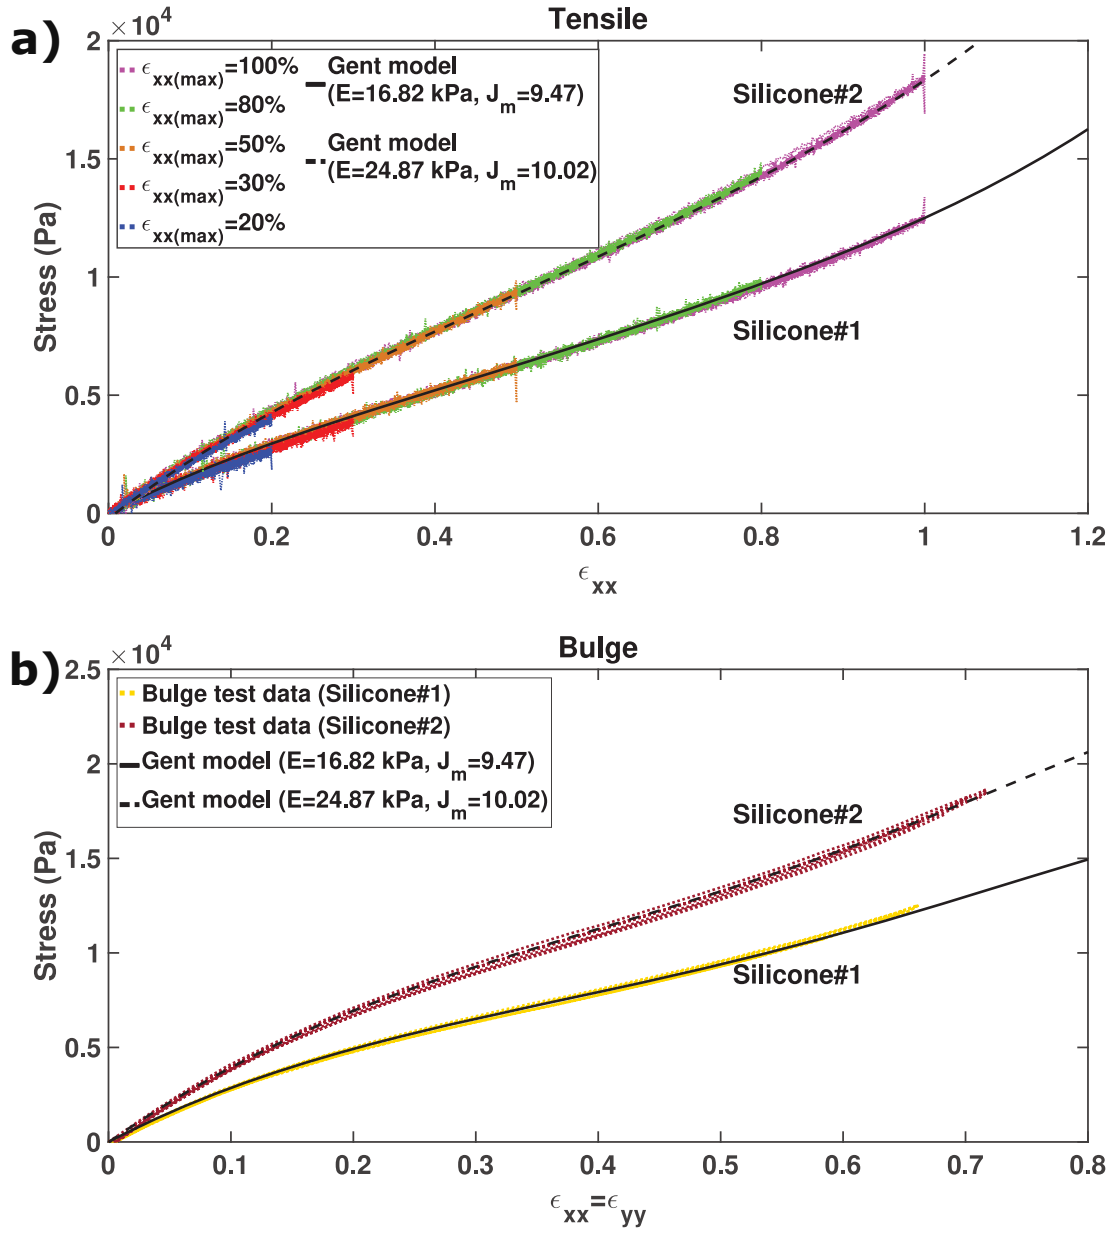 a)
Tensile
×10⁴
2
1.5
1
0.5
0
Stress (Pa)
ϵxx(max)=100%
ϵxx(max)=80%
ϵxx(max)=50%
ϵxx(max)=30%
ϵxx(max)=20%
Gent model
(E=16.82 kPa, Jm=9.47)
Gent model
(E=24.87 kPa, Jm=10.02)
Silicone#2
Silicone#1
0 0.2 0.4 0.6 0.8 1 1.2
ϵxx
b)
Bulge
×10⁴
2.5
2
1.5
1
0.5
0
Stress (Pa)
Bulge test data (Silicone#1)
Bulge test data (Silicone#2)
Gent model (E=16.82 kPa, Jm=9.47)
Gent model (E=24.87 kPa, Jm=10.02)
Silicone#2
Silicone#1
0 0.1 0.2 0.3 0.4 0.5 0.6 0.7 0.8
ϵxx=ϵyy